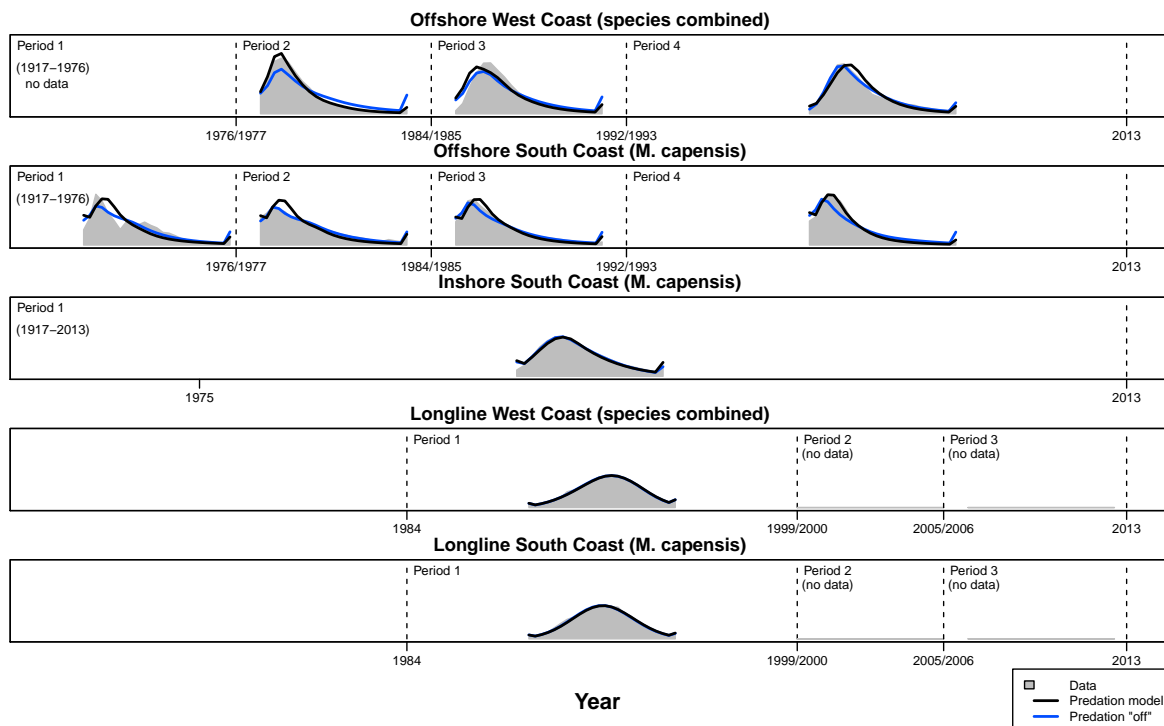 Offshore West Coast (species combined)
Period 1
(1917−1976)
no data
Period 2
Period 3
Period 4
1976/1977
1984/1985
1992/1993
2013
Offshore South Coast (M. capensis)
Period 1
(1917−1976)
Period 2
Period 3
Period 4
1976/1977
1984/1985
1992/1993
2013
Inshore South Coast (M. capensis)
Period 1
(1917−2013)
1975
2013
Longline West Coast (species combined)
Period 1
Period 2
(no data)
Period 3
(no data)
1984
1999/2000
2005/2006
2013
Longline South Coast (M. capensis)
Period 1
Period 2
(no data)
Period 3
(no data)
1984
1999/2000
2005/2006
2013
Year
Data
Predation model
Predation "off"